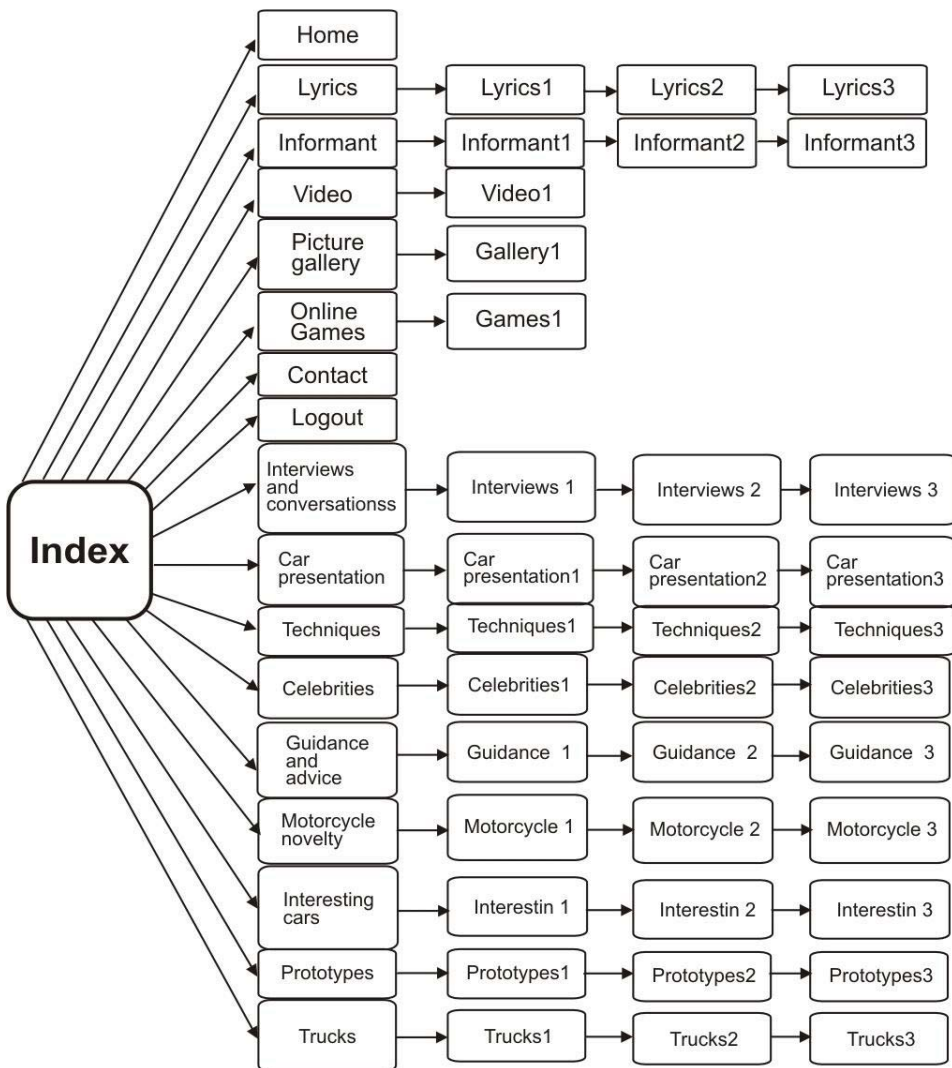 Home
Lyrics
Lyrics1
Lyrics2
Lyrics3
Informant
Informant1
Informant2
Informant3
Video
Video1
Picture
gallery
Gallery1
Online
Games
Games1
Contact
Logout
Index
Interviews
and
conversationss
Interviews 1
Interviews 2
Interviews 3
Car
presentation
Car
presentation1
Car
presentation2
Car
presentation3
Techniques
Techniques1
Techniques2
Techniques3
Celebrities
Celebrities1
Celebrities2
Celebrities3
Guidance
and
advice
Guidance 1
Guidance 2
Guidance 3
Motorcycle
novelty
Motorcycle 1
Motorcycle 2
Motorcycle 3
Interesting
cars
Interestin 1
Interestin 2
Interestin 3
Prototypes
Prototypes1
Prototypes2
Prototypes3
Trucks
Trucks1
Trucks2
Trucks3